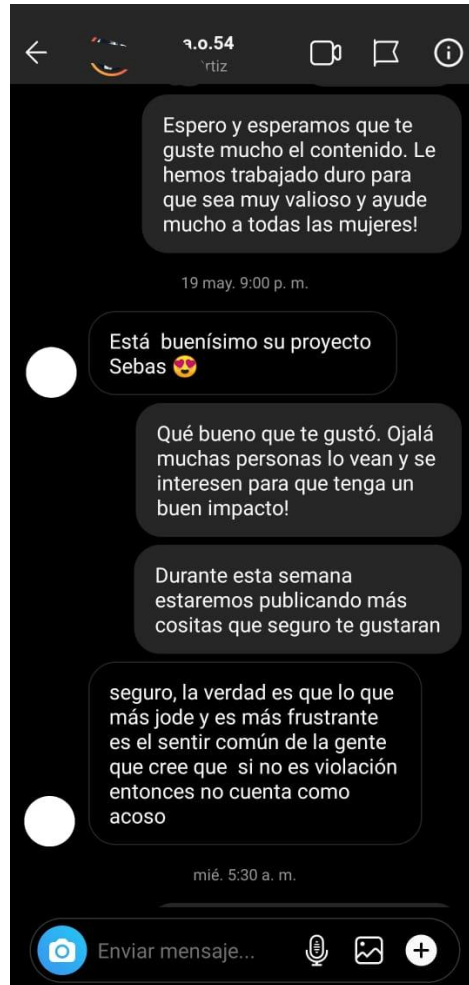 a.o.54
rtiz
Espero y esperamos que te
guste mucho el contenido. Le
hemos trabajado duro para
que sea muy valioso y ayude
mucho a todas las mujeres!
19 may. 9:00 p. m.
Está  buenísimo su proyecto
Sebas 😍
Qué bueno que te gustó. Ojalá
muchas personas lo vean y se
interesen para que tenga un
buen impacto!
Durante esta semana
estaremos publicando más
cositas que seguro te gustaran
seguro, la verdad es que lo que
más jode y es más frustrante
es el sentir común de la gente
que cree que  si no es violación
entonces no cuenta como
acoso
mié. 5:30 a. m.
Enviar mensaje...